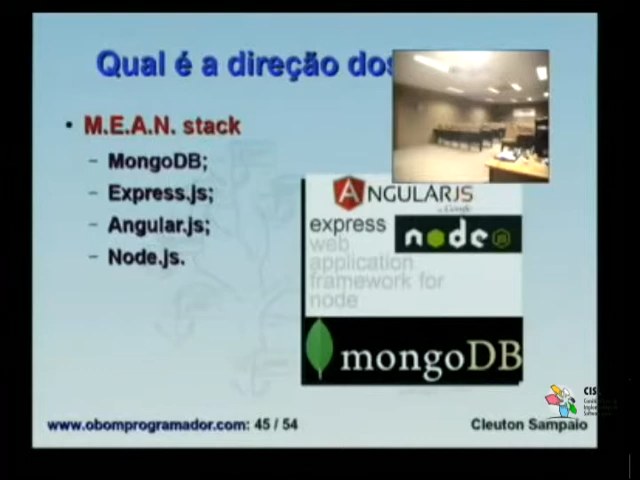 Qual é a direção dos
• M.E.A.N. stack
– MongoDB;
– Express.js;
– Angular.js;
– Node.js.
ANGULARJS
express
web
application
framework for
node
node JS
mongoDB
CIS
www.obomprogramador.com: 45 / 54
Cleuton Sampaio